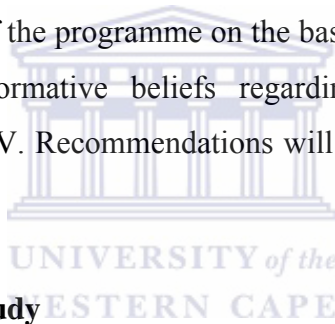 f the programme on the bas
ormative beliefs regardin
V. Recommendations will
UNIVERSITY of the
udy
WESTERN CAPE